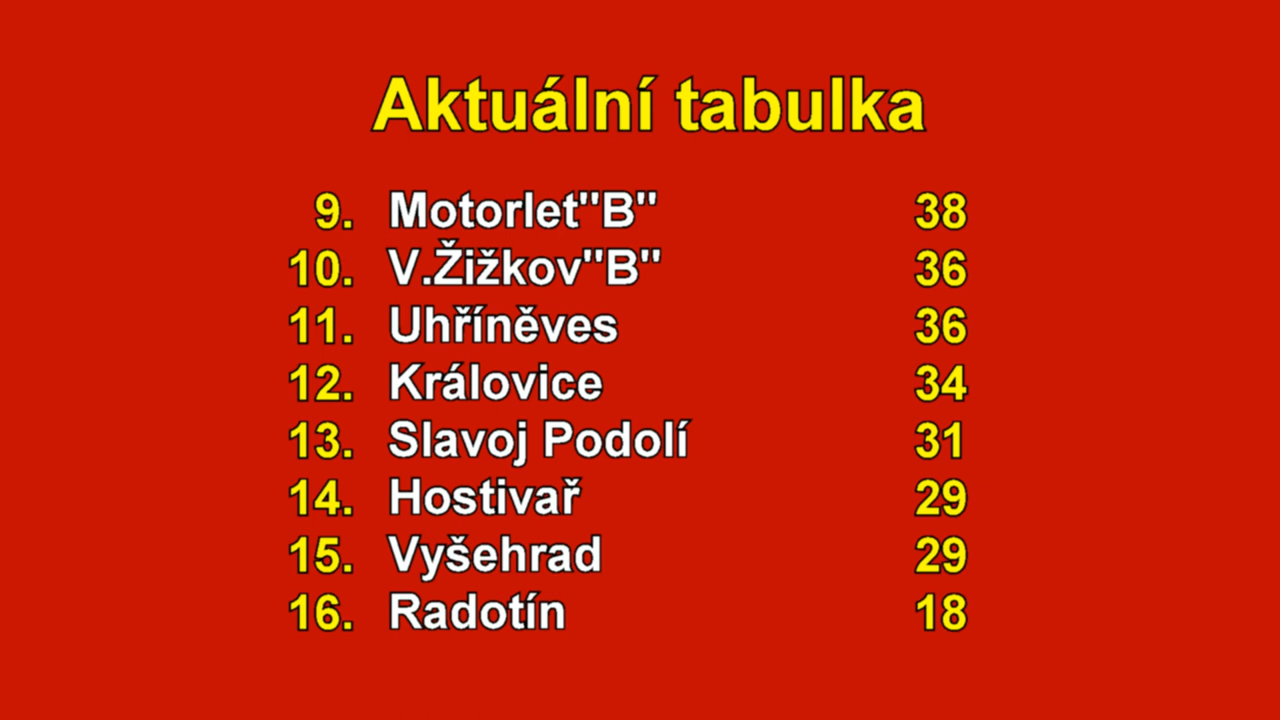 Aktuální tabulka
9. Motorlet"B" 38
10. V.Žižkov"B" 36
11. Uhříněves 36
12. Královice 34
13. Slavoj Podolí 31
14. Hostivař 29
15. Vyšehrad 29
16. Radotín 18